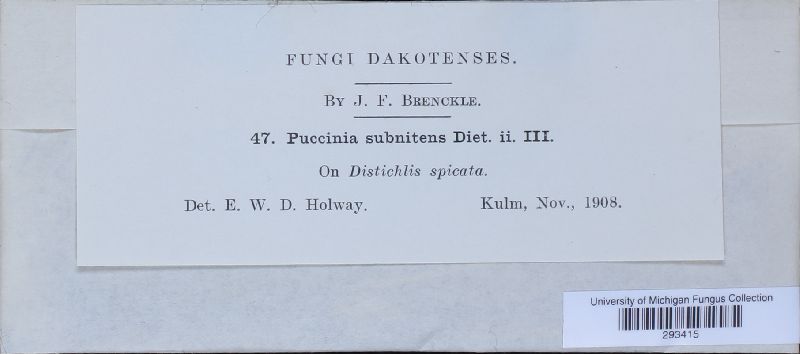 FUNGI DAKOTENSES.
BY J. F. BRENCKLE.
47. Puccinia subnitens Diet. ii. III.
On Distichlis spicata.
Det. E. W. D. Holway. Kulm, Nov., 1908.
University of Michigan Fungus Collection
293415